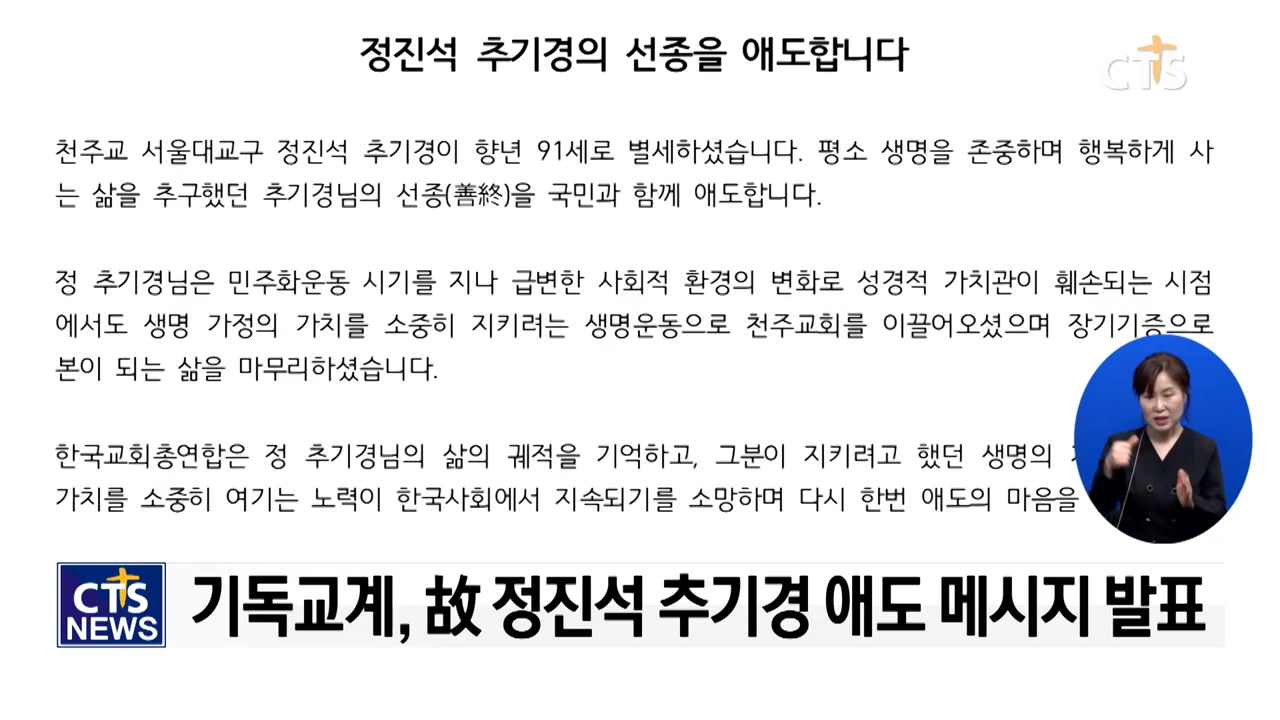 정진석 추기경의 선종을 애도합니다
CTS
천주교 서울대교구 정진석 추기경이 향년 91세로 별세하셨습니다. 평소 생명을 존중하며 행복하게 사
는 삶을 추구했던 추기경님의 선종(善終)을 국민과 함께 애도합니다.
정 추기경님은 민주화운동 시기를 지나 급변한 사회적 환경의 변화로 성경적 가치관이 훼손되는 시점
에서도 생명 가정의 가치를 소중히 지키려는 생명운동으로 천주교회를 이끌어오셨으며 장기기증으로
본이 되는 삶을 마무리하셨습니다.
한국교회총연합은 정 추기경님의 삶의 궤적을 기억하고, 그분이 지키려고 했던 생명의
가치를 소중히 여기는 노력이 한국사회에서 지속되기를 소망하며 다시 한번 애도의 마음을
CTS
NEWS
기독교계, 故 정진석 추기경 애도 메시지 발표